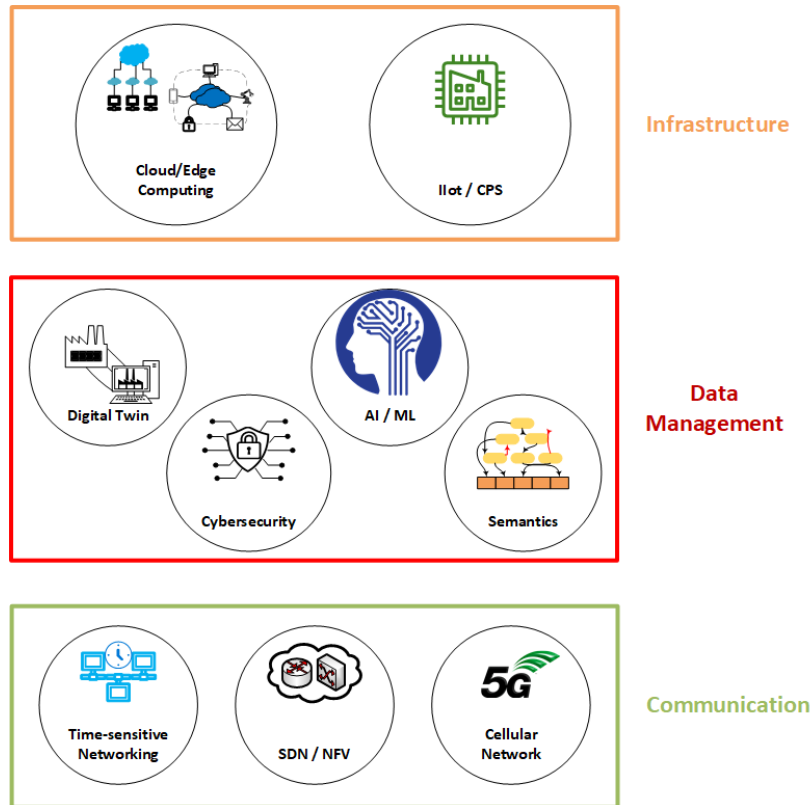 Cloud/Edge
Computing
IIot / CPS
Infrastructure
Digital Twin
AI / ML
Cybersecurity
Semantics
Data
Management
Time-sensitive
Networking
SDN / NFV
5G
Cellular
Network
Communication